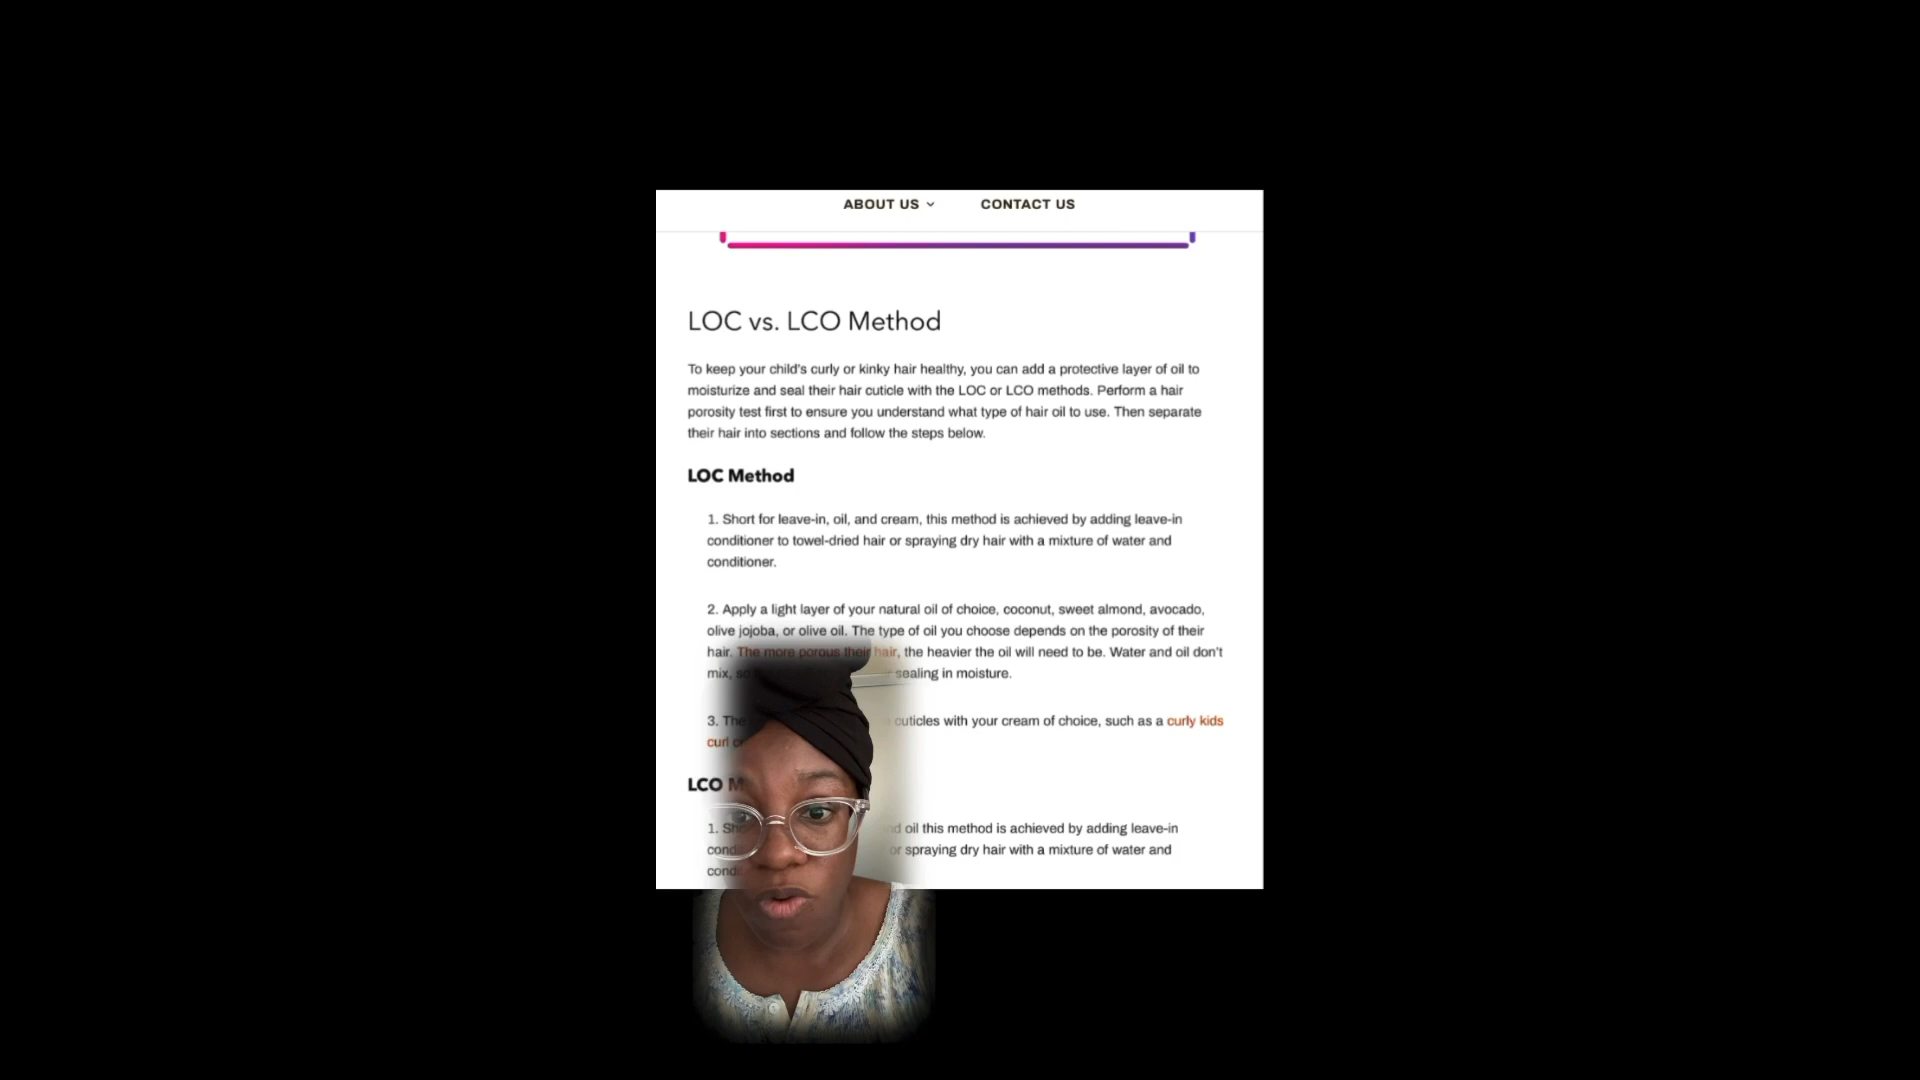 ABOUT US CONTACT US
LOC vs. LCO Method
To keep your child's curly or kinky hair healthy, you can add a protective layer of oil to
moisturize and seal their hair cuticle with the LOC or LCO methods. Perform a hair
porosity test first to ensure you understand what type of hair oil to use. Then separate
their hair into sections and follow the steps below.
LOC Method
1. Short for leave-in, oil, and cream, this method is achieved by adding leave-in
conditioner to towel-dried hair or spraying dry hair with a mixture of water and
conditioner.
2. Apply a light layer of your natural oil of choice, coconut, sweet almond, avocado,
olive jojoba, or olive oil. The type of oil you choose depends on the porosity of their
hair. The more porous their hair, the heavier the oil will need to be. Water and oil don't
mix, sealing in moisture.
3. The cuticles with your cream of choice, such as a curly kids
curl
LCO
1. oil this method is achieved by adding leave-in
or spraying dry hair with a mixture of water and